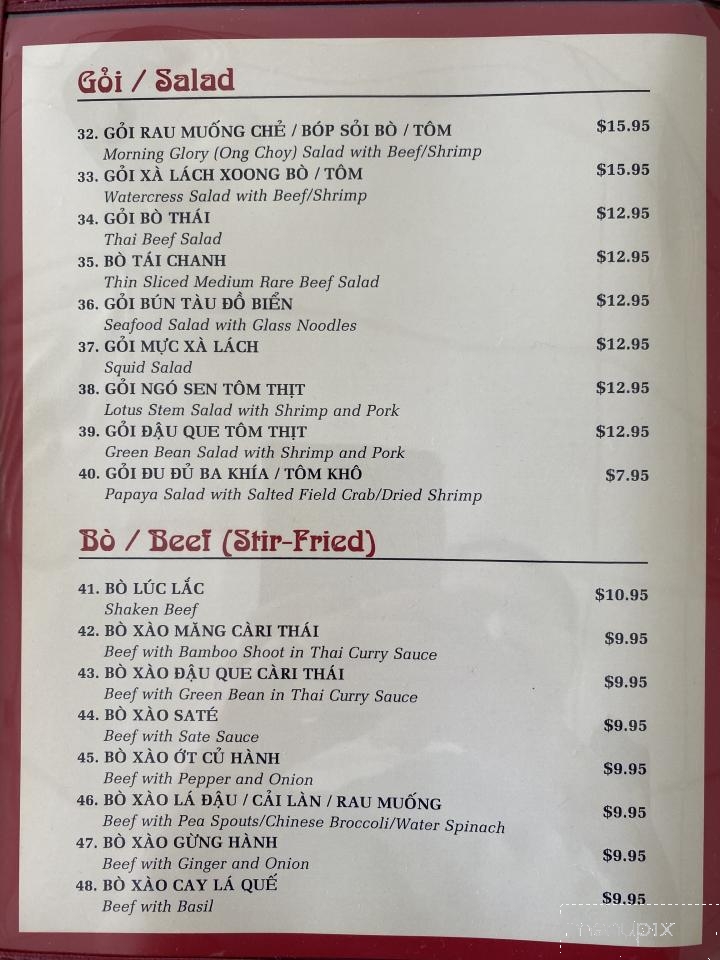 Gỏi / Salad
32. GỎI RAU MUỐNG CHẺ / BÓP SỎI BÒ / TÔM $15.95
Morning Glory (Ong Choy) Salad with Beef/Shrimp
33. GỎI XÀ LÁCH XOONG BÒ / TÔM $15.95
Watercress Salad with Beef/Shrimp
34. GỎI BÒ THÁI $12.95
Thai Beef Salad
35. BÒ TÁI CHANH $12.95
Thin Sliced Medium Rare Beef Salad
36. GỎI BÚN TÀU ĐỒ BIỂN $12.95
Seafood Salad with Glass Noodles
37. GỎI MỰC XÀ LÁCH $12.95
Squid Salad
38. GỎI NGÓ SEN TÔM THỊT $12.95
Lotus Stem Salad with Shrimp and Pork
39. GỎI ĐẬU QUE TÔM THỊT $12.95
Green Bean Salad with Shrimp and Pork
40. GỎI ĐU ĐỦ BA KHÍA / TÔM KHÔ $7.95
Papaya Salad with Salted Field Crab/Dried Shrimp
Bò / Beef (Stir-Fried)
41. BÒ LÚC LẮC $10.95
Shaken Beef
42. BÒ XÀO MĂNG CÀRI THÁI $9.95
Beef with Bamboo Shoot in Thai Curry Sauce
43. BÒ XÀO ĐẬU QUE CÀRI THÁI $9.95
Beef with Green Bean in Thai Curry Sauce
44. BÒ XÀO SATÉ $9.95
Beef with Sate Sauce
45. BÒ XÀO ỚT CỦ HÀNH $9.95
Beef with Pepper and Onion
46. BÒ XÀO LÁ ĐẬU / CẢI LÀN / RAU MUỐNG $9.95
Beef with Pea Spouts/Chinese Broccoli/Water Spinach
47. BÒ XÀO GỪNG HÀNH $9.95
Beef with Ginger and Onion
48. BÒ XÀO CAY LÁ QUẾ $9.95
Beef with Basil